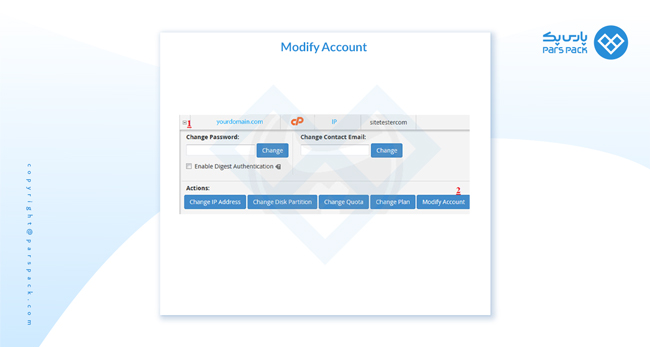 Modify Account
پارس پک
PARS PACK
1
yourdomain.com
cP
IP
sitetestercom
Change Password:
Change Contact Email:
Change
Change
Enable Digest Authentication
Actions:
2
Change IP Address
Change Disk Partition
Change Quota
Change Plan
Modify Account
copyright@parspack.com